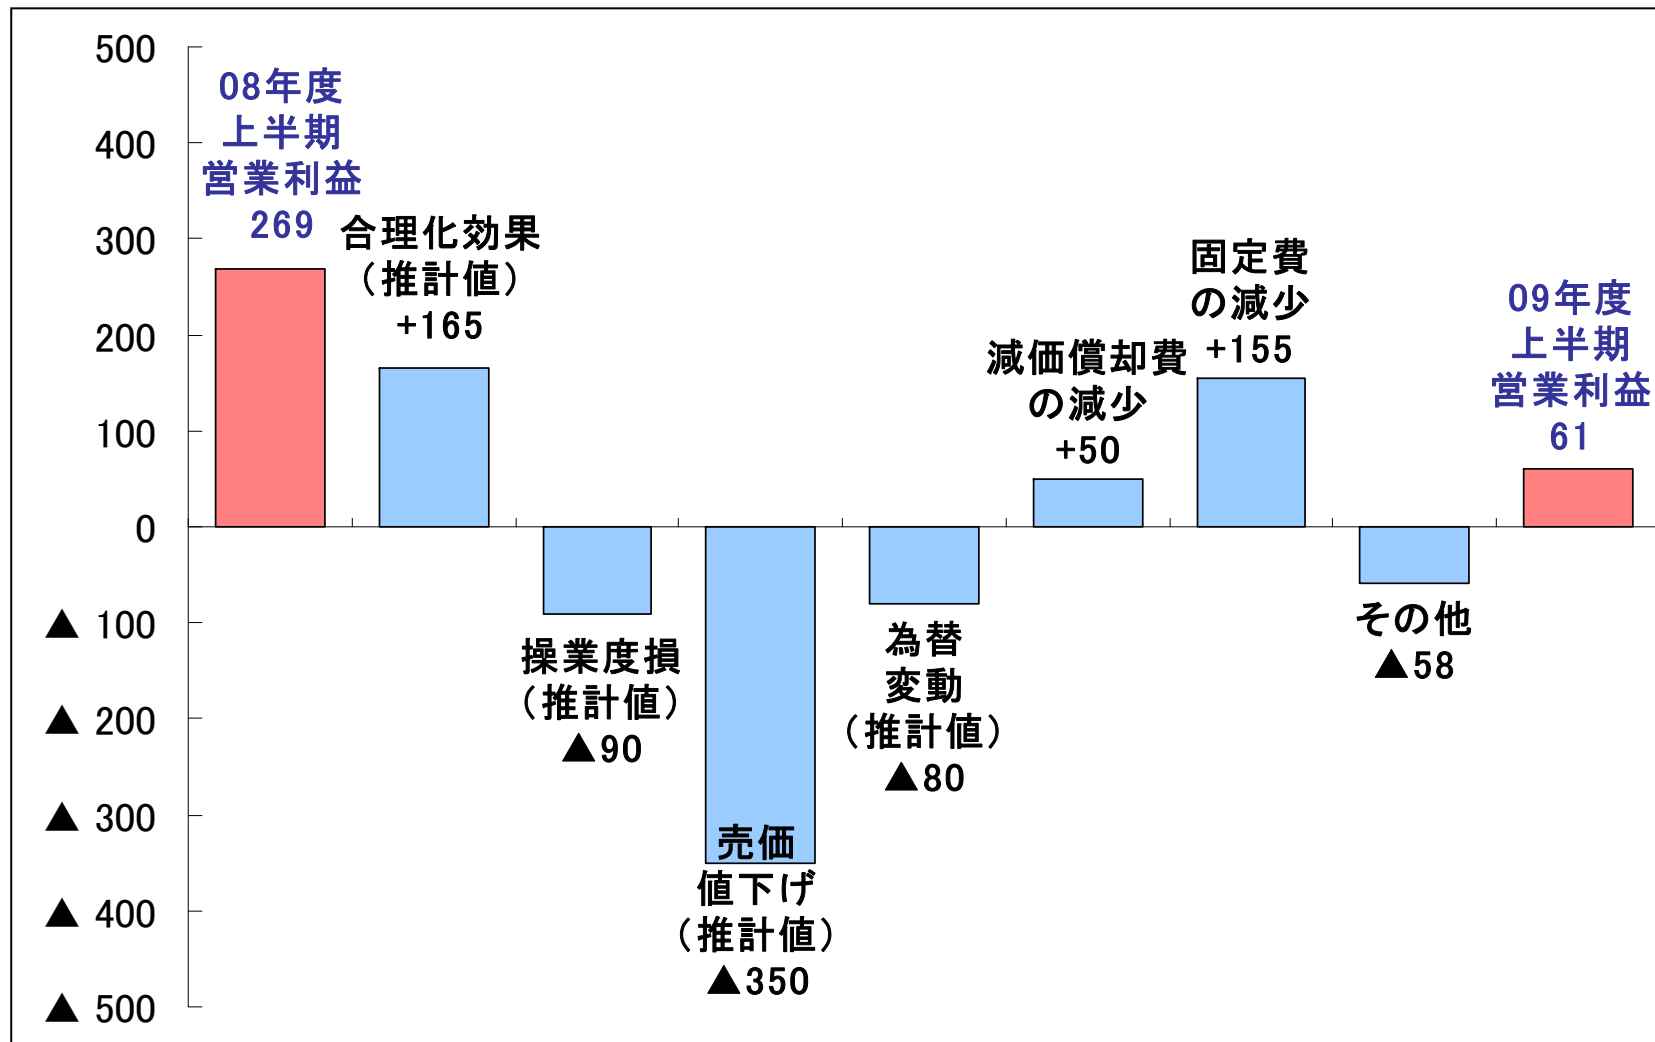 500
400
300
200
100
0
▲ 100
▲ 200
▲ 300
▲ 400
▲ 500
08年度
上半期
営業利益
269
合理化効果
（推計値）
+165
操業度損
（推計値）
▲90
売価
値下げ
（推計値）
▲350
為替
変動
（推計値）
▲80
減価償却費
の減少
+50
固定費
の減少
+155
その他
▲58
09年度
上半期
営業利益
61